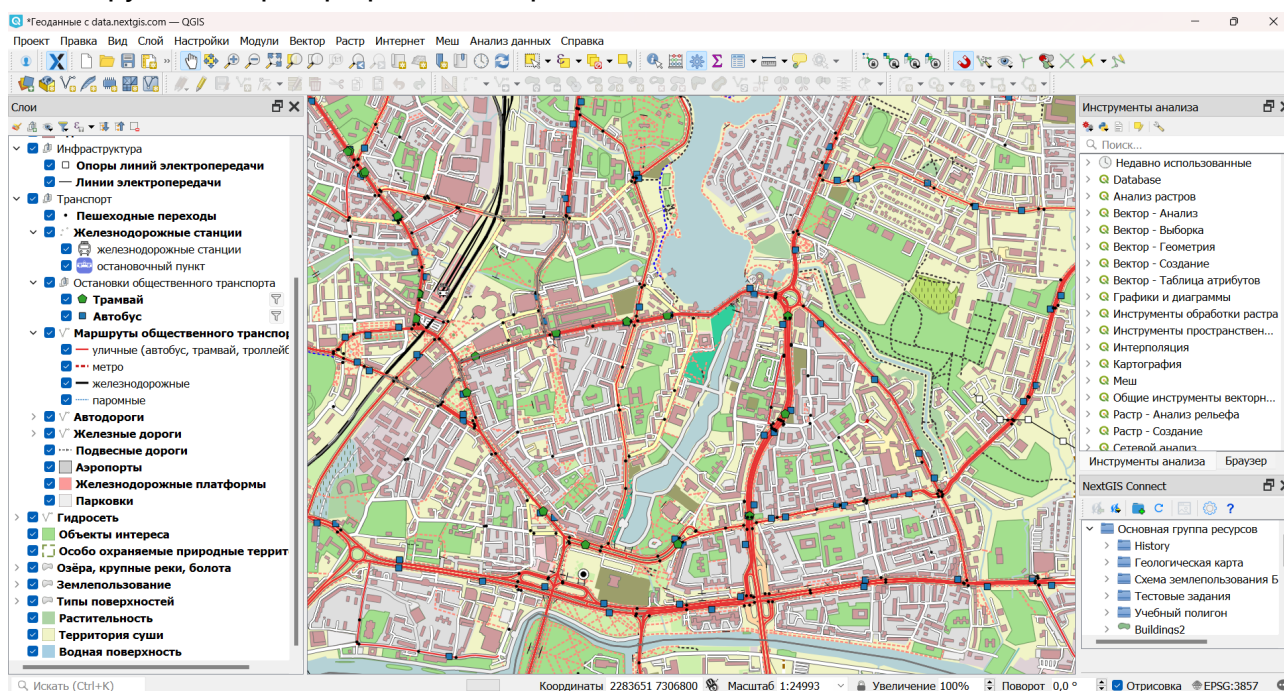 *Геоданные с data.nextgis.com — QGIS
Проект Правка Вид Слой Настройки Модули Вектор Растр Интернет Меш Анализ данных Справка
Слои
Инфраструктура
Опоры линий электропередачи
Линии электропередачи
Транспорт
Пешеходные переходы
Железнодорожные станции
железнодорожные станции
остановочный пункт
Остановки общественного транспорта
Трамвай
Автобус
Маршруты общественного транспор
уличные (автобус, трамвай, троллейб
метро
железнодорожные
паромные
Автодороги
Железные дороги
Подвесные дороги
Аэропорты
Железнодорожные платформы
Парковки
Гидросеть
Объекты интереса
Особо охраняемые природные террит
Озёра, крупные реки, болота
Землепользование
Типы поверхностей
Растительность
Территория суши
Водная поверхность
Инструменты анализа
Поиск...
Недавно использованные
Database
Анализ растров
Вектор - Анализ
Вектор - Выборка
Вектор - Геометрия
Вектор - Создание
Вектор - Таблица атрибутов
Графики и диаграммы
Инструменты обработки растра
Инструменты пространствен...
Интерполяция
Картография
Меш
Общие инструменты векторн...
Растр - Анализ рельефа
Растр - Создание
Сетевой анализ
Инструменты анализа Браузер
NextGIS Connect
Основная группа ресурсов
History
Геологическая карта
Схема землепользования Б
Тестовые задания
Учебный полигон
Buildings2
Искать (Ctrl+K) Координаты 2283651 7306800 Масштаб 1:24993 Увеличение 100% Поворот 0,0 ° Отрисовка EPSG:3857